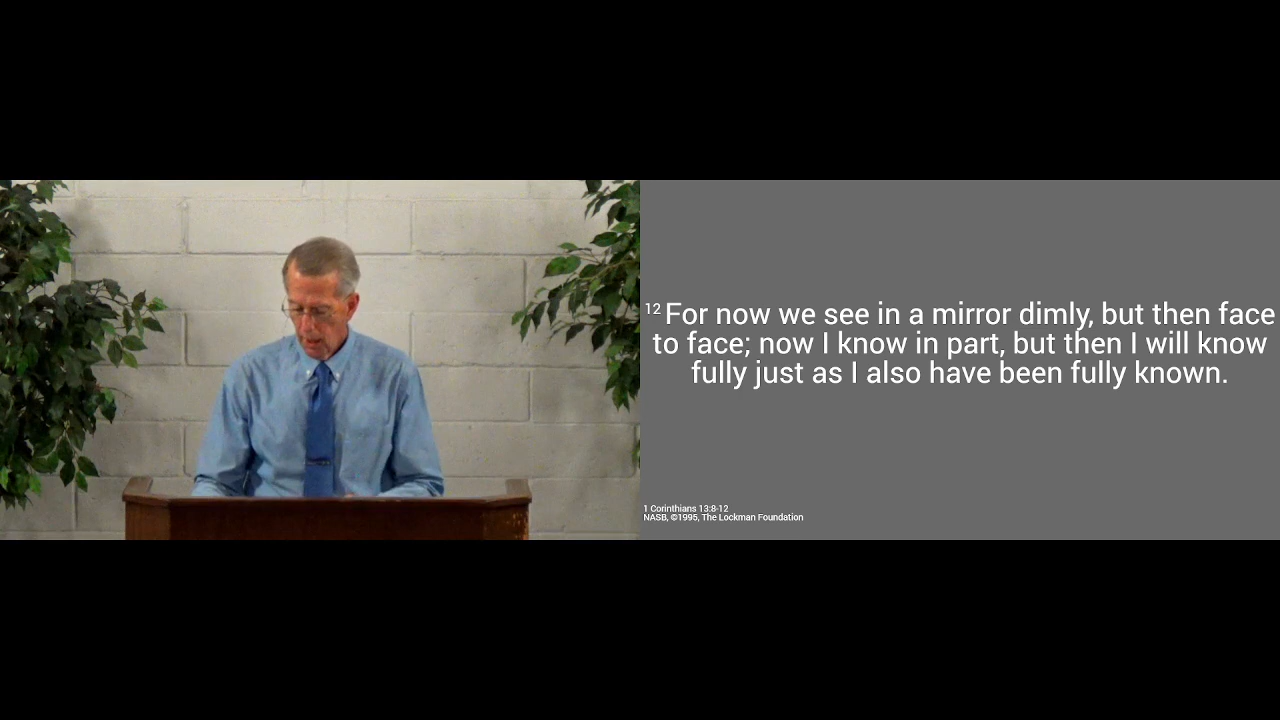 12 For now we see in a mirror dimly, but then face
to face; now I know in part, but then I will know
fully just as I also have been fully known.
1 Corinthians 13:8-12
NASB, ©1995, The Lockman Foundation